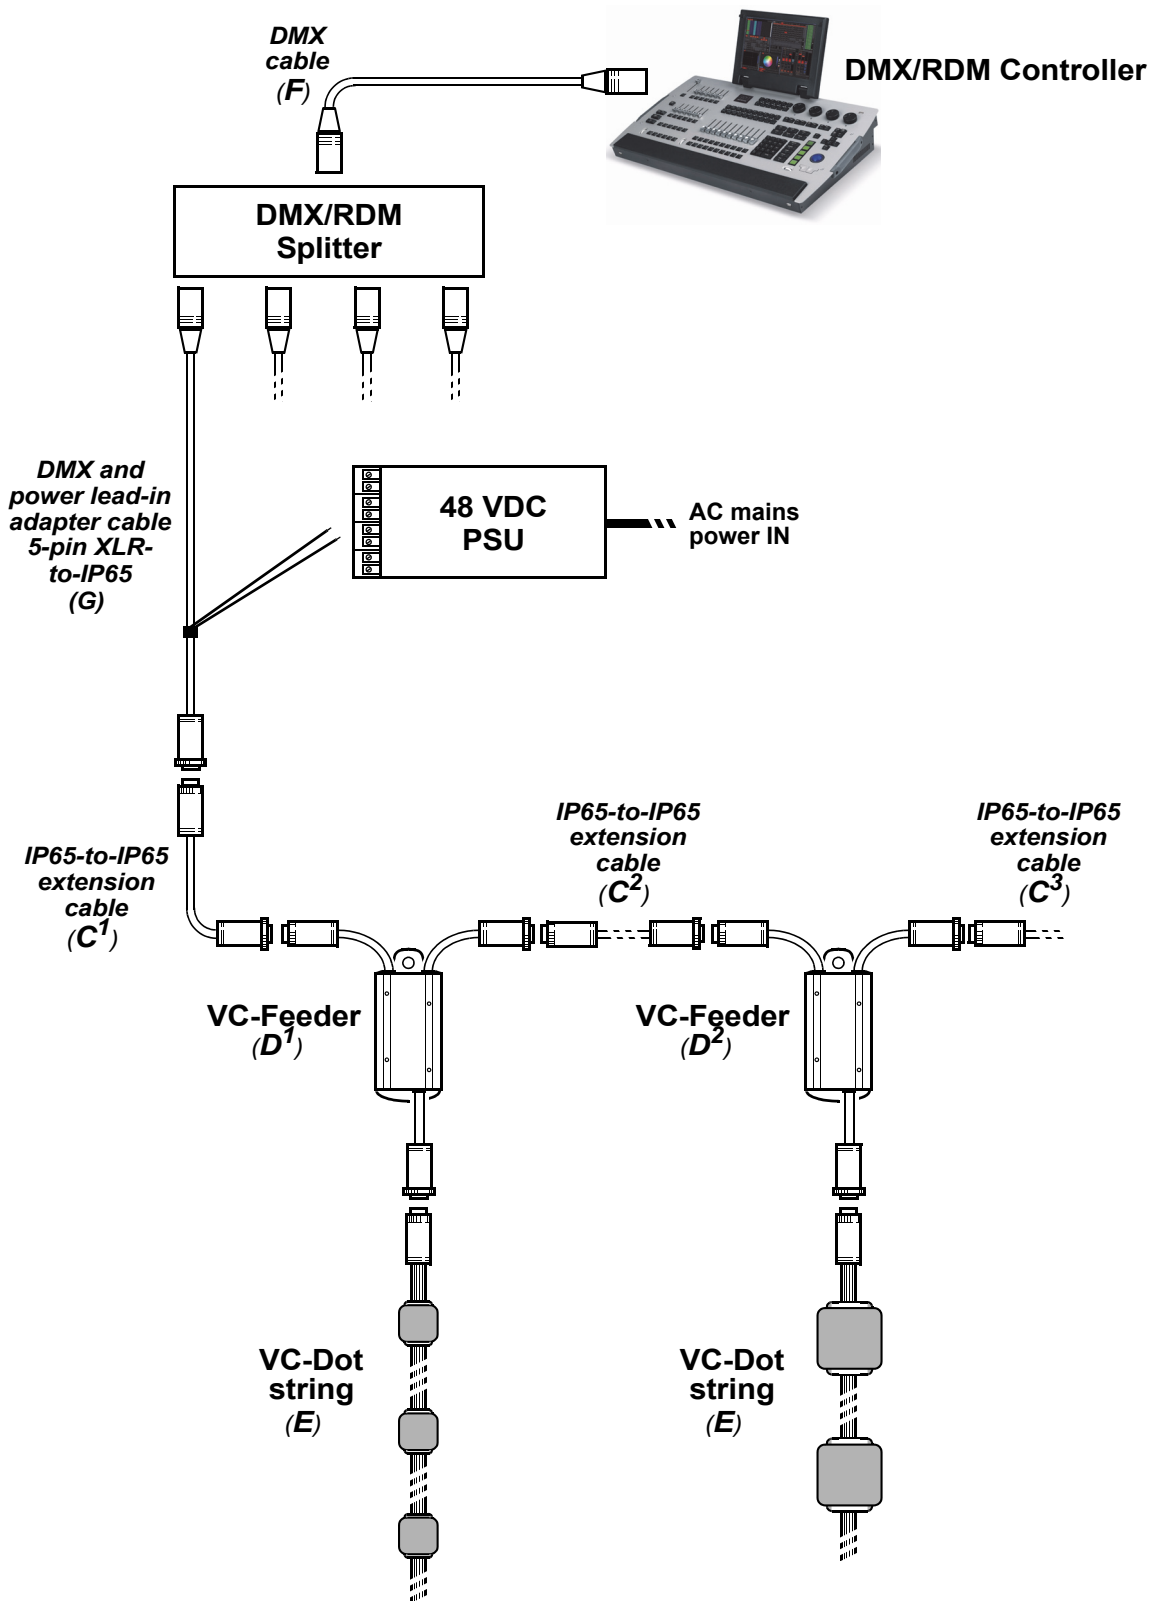 DMX
cable
(F)
DMX/RDM Controller
DMX/RDM
Splitter
DMX and
power lead-in
adapter cable
5-pin XLR-
to-IP65
(G)
48 VDC
PSU
AC mains
power IN
IP65-to-IP65
extension
cable
(C¹)
IP65-to-IP65
extension
cable
(C²)
IP65-to-IP65
extension
cable
(C³)
VC-Feeder
(D¹)
VC-Feeder
(D²)
VC-Dot
string
(E)
VC-Dot
string
(E)